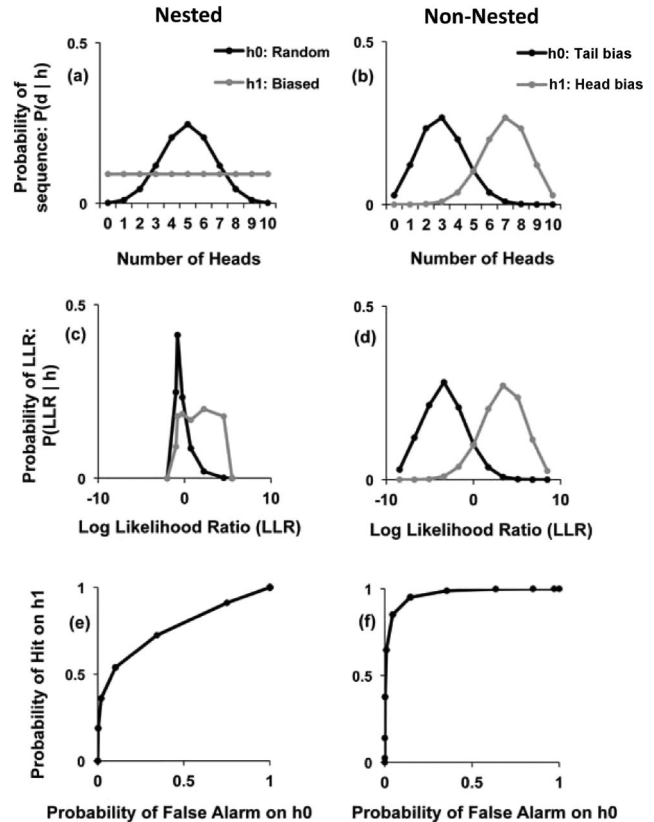 Nested Non-Nested
0.5 0.5
h0: Random h0: Tail bias
(a) (b)
h1: Biased h1: Head bias
Probability of
sequence: P(d | h)
0 0
0 1 2 3 4 5 6 7 8 9 10 0 1 2 3 4 5 6 7 8 9 10
Number of Heads Number of Heads
0.5 0.5
(c) (d)
Probability of LLR:
P(LLR | h)
0 0
-10 0 10 -10 0 10
Log Likelihood Ratio (LLR) Log Likelihood Ratio (LLR)
1 1
(e) (f)
Probability of Hit on h1
0.5 0.5
0 0
0 0.5 1 0 0.5 1
Probability of False Alarm on h0 Probability of False Alarm on h0